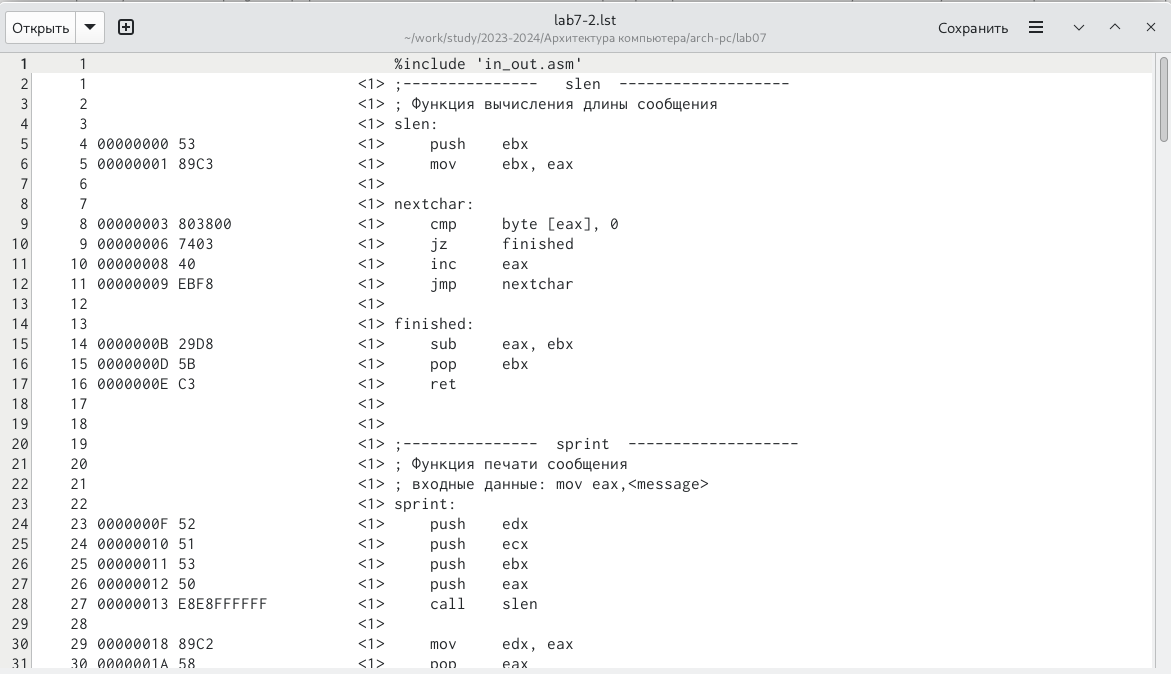 Открыть
lab7-2.lst
~/work/study/2023-2024/Архитектура компьютера/arch-pc/lab07
Сохранить
1 1 %include 'in_out.asm'
2 1 <1> ;--------------- slen -------------------
3 2 <1> ; Функция вычисления длины сообщения
4 3 <1> slen:
5 4 00000000 53 <1> push ebx
6 5 00000001 89C3 <1> mov ebx, eax
7 6 <1>
8 7 <1> nextchar:
9 8 00000003 803800 <1> cmp byte [eax], 0
10 9 00000006 7403 <1> jz finished
11 10 00000008 40 <1> inc eax
12 11 00000009 EBF8 <1> jmp nextchar
13 12 <1>
14 13 <1> finished:
15 14 0000000B 29D8 <1> sub eax, ebx
16 15 0000000D 5B <1> pop ebx
17 16 0000000E C3 <1> ret
18 17 <1>
19 18 <1>
20 19 <1> ;--------------- sprint -------------------
21 20 <1> ; Функция печати сообщения
22 21 <1> ; входные данные: mov eax,<message>
23 22 <1> sprint:
24 23 0000000F 52 <1> push edx
25 24 00000010 51 <1> push ecx
26 25 00000011 53 <1> push ebx
27 26 00000012 50 <1> push eax
28 27 00000013 E8E8FFFFFF <1> call slen
29 28 <1>
30 29 00000018 89C2 <1> mov edx, eax
31 30 0000001A 58 <1> pop eax